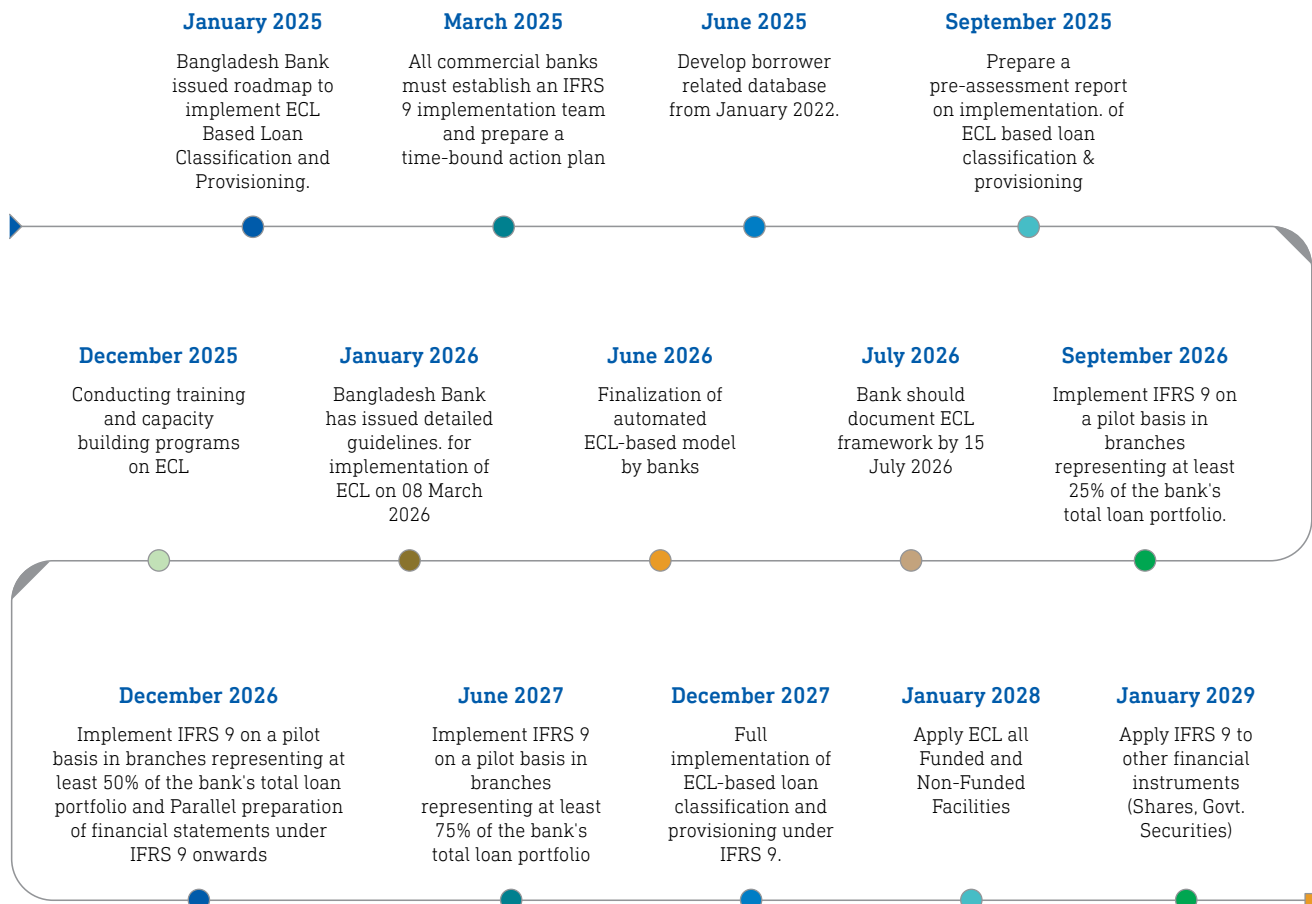 January 2025
Bangladesh Bank
issued roadmap to
implement ECL
Based Loan
Classification and
Provisioning.
March 2025
All commercial banks
must establish an IFRS
9 implementation team
and prepare a
time-bound action plan
June 2025
Develop borrower
related database
from January 2022.
September 2025
Prepare a
pre-assessment report
on implementation. of
ECL based loan
classification &
provisioning
December 2025
Conducting training
and capacity
building programs
on ECL
January 2026
Bangladesh Bank
has issued detailed
guidelines. for
implementation of
ECL on 08 March
2026
June 2026
Finalization of
automated
ECL-based model
by banks
July 2026
Bank should
document ECL
framework by 15
July 2026
September 2026
Implement IFRS 9 on
a pilot basis in
branches
representing at least
25% of the bank's
total loan portfolio.
December 2026
Implement IFRS 9 on a pilot
basis in branches representing at
least 50% of the bank's total loan
portfolio and Parallel preparation
of financial statements under
IFRS 9 onwards
June 2027
Implement IFRS 9
on a pilot basis in
branches
representing at least
75% of the bank's
total loan portfolio
December 2027
Full
implementation of
ECL-based loan
classification and
provisioning under
IFRS 9.
January 2028
Apply ECL all
Funded and
Non-Funded
Facilities
January 2029
Apply IFRS 9 to
other financial
instruments
(Shares, Govt.
Securities)